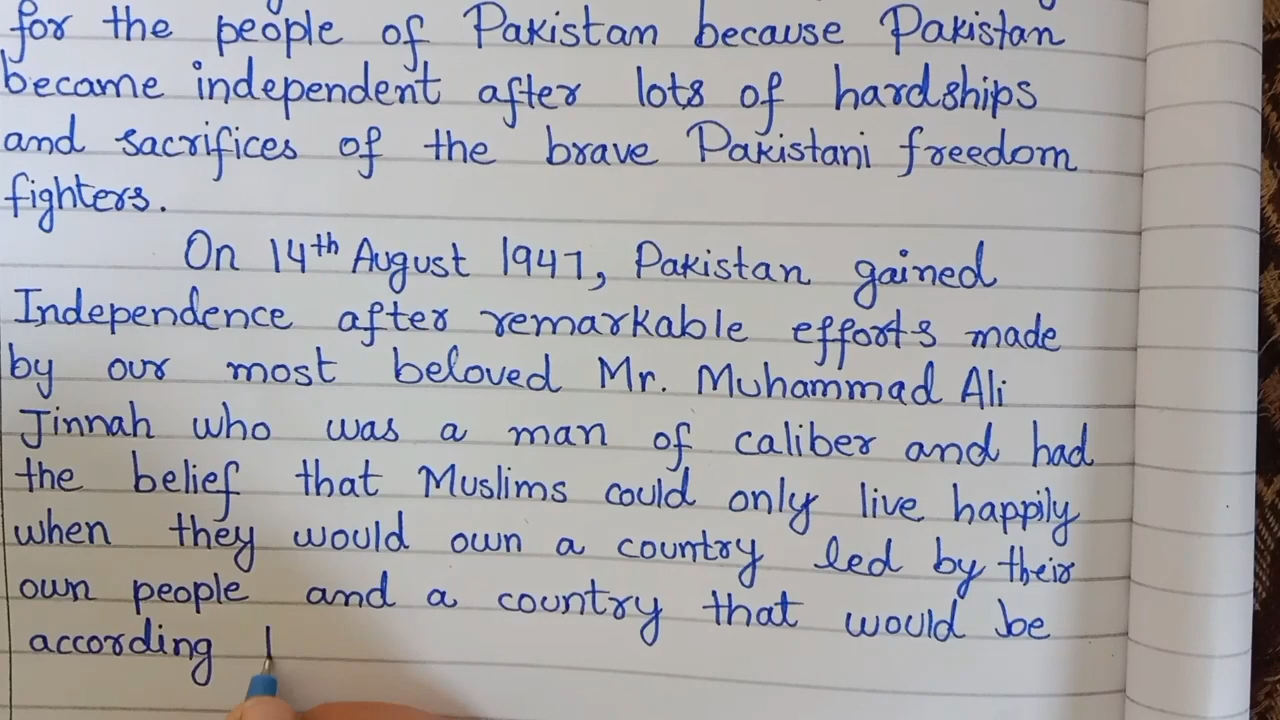 for the people of Pakistan because Pakistan
became independent after lots of hardships
and sacrifices of the brave Pakistani freedom
fighters.
On 14th August 1947, Pakistan gained
Independence after remarkable efforts made
by our most beloved Mr. Muhammad Ali
Jinnah who was a man of caliber and had
the belief that Muslims could only live happily
when they would own a country led by their
own people and a country that would be
according